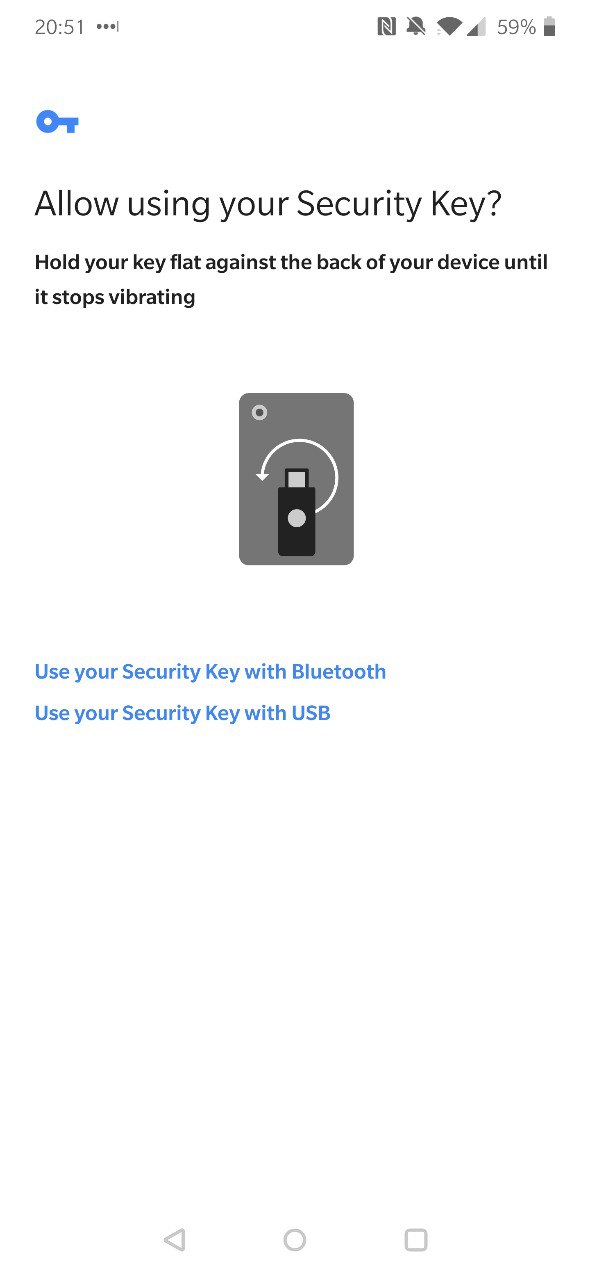 20:51
59%
Allow using your Security Key?
Hold your key flat against the back of your device until
it stops vibrating
Use your Security Key with Bluetooth
Use your Security Key with USB